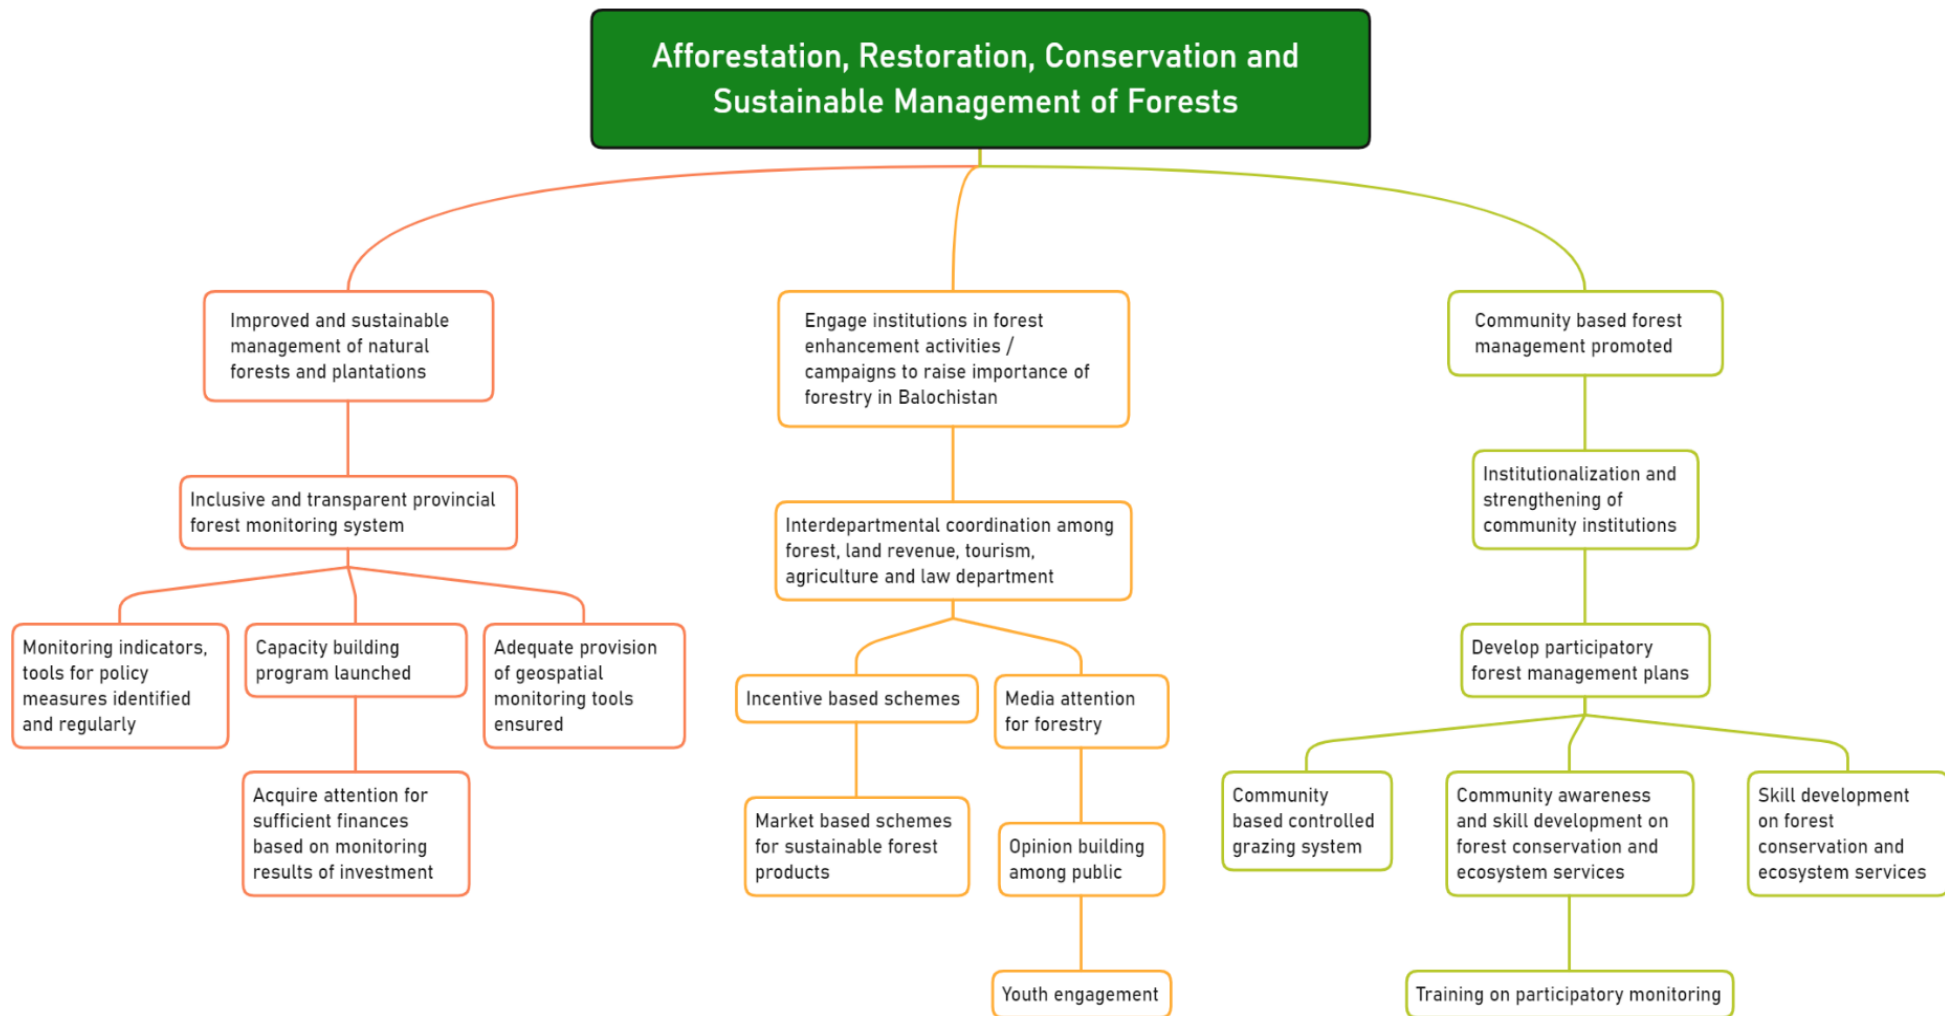 Afforestation, Restoration, Conservation and
Sustainable Management of Forests
Improved and sustainable
management of natural
forests and plantations
Engage institutions in forest
enhancement activities /
campaigns to raise importance of
forestry in Balochistan
Community based forest
management promoted
Inclusive and transparent provincial
forest monitoring system
Interdepartmental coordination among
forest, land revenue, tourism,
agriculture and law department
Institutionalization and
strengthening of
community institutions
Monitoring indicators,
tools for policy
measures identified
and regularly
Capacity building
program launched
Adequate provision
of geospatial
monitoring tools
ensured
Incentive based schemes
Media attention
for forestry
Develop participatory
forest management plans
Acquire attention for
sufficient finances
based on monitoring
results of investment
Market based schemes
for sustainable forest
products
Opinion building
among public
Community
based controlled
grazing system
Community awareness
and skill development on
forest conservation and
ecosystem services
Skill development
on forest
conservation and
ecosystem services
Youth engagement
Training on participatory monitoring